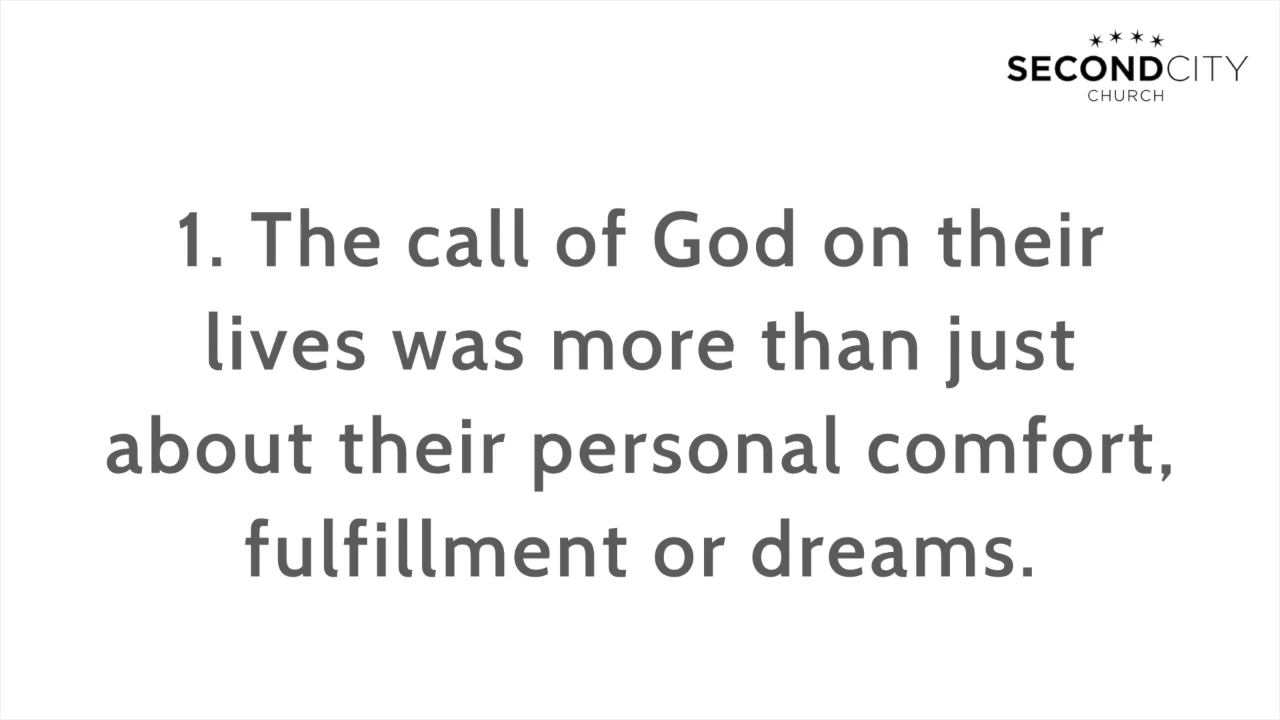 SECONDCITY
CHURCH
1. The call of God on their
lives was more than just
about their personal comfort,
fulfillment or dreams.